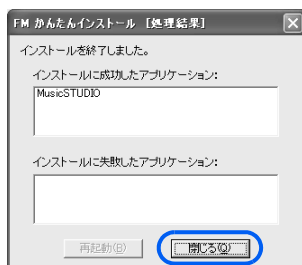 FM かんたんインストール [処理結果]
インストールを終了しました。
インストールに成功したアプリケーション:
MusicSTUDIO
インストールに失敗したアプリケーション:
再起動(B)
閉じる(Q)